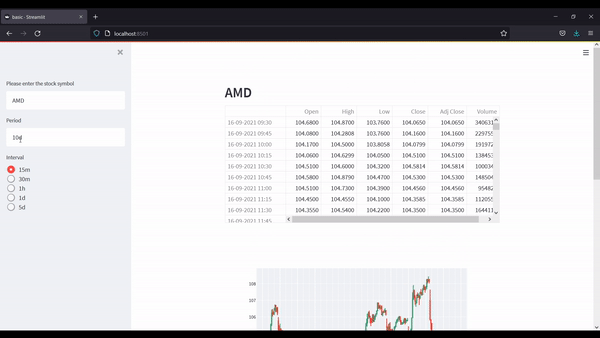 basic · Streamlit
localhost:8501
Please enter the stock symbol
AMD
Period
10d
Interval
15m
30m
1h
1d
5d
AMD
Open High Low Close Adj Close Volume
16-09-2021 09:30 104.6800 104.8700 103.7600 104.0650 104.0650 340631
16-09-2021 09:45 104.0800 104.2808 103.7600 104.1600 104.1600 229755
16-09-2021 10:00 104.1700 104.5000 103.8058 104.0799 104.0799 191972
16-09-2021 10:15 104.0600 104.6299 104.0500 104.5100 104.5100 138453
16-09-2021 10:30 104.5100 104.6000 104.3200 104.5814 104.5814 100034
16-09-2021 10:45 104.5800 104.8790 104.4700 104.5300 104.5300 148504
16-09-2021 11:00 104.5100 104.7300 104.3900 104.4560 104.4560 95482
16-09-2021 11:15 104.4500 104.4550 104.1000 104.3585 104.3585 112055
16-09-2021 11:30 104.3550 104.5400 104.2200 104.3500 104.3500 164411
16-09-2021 11:45
108
107
106